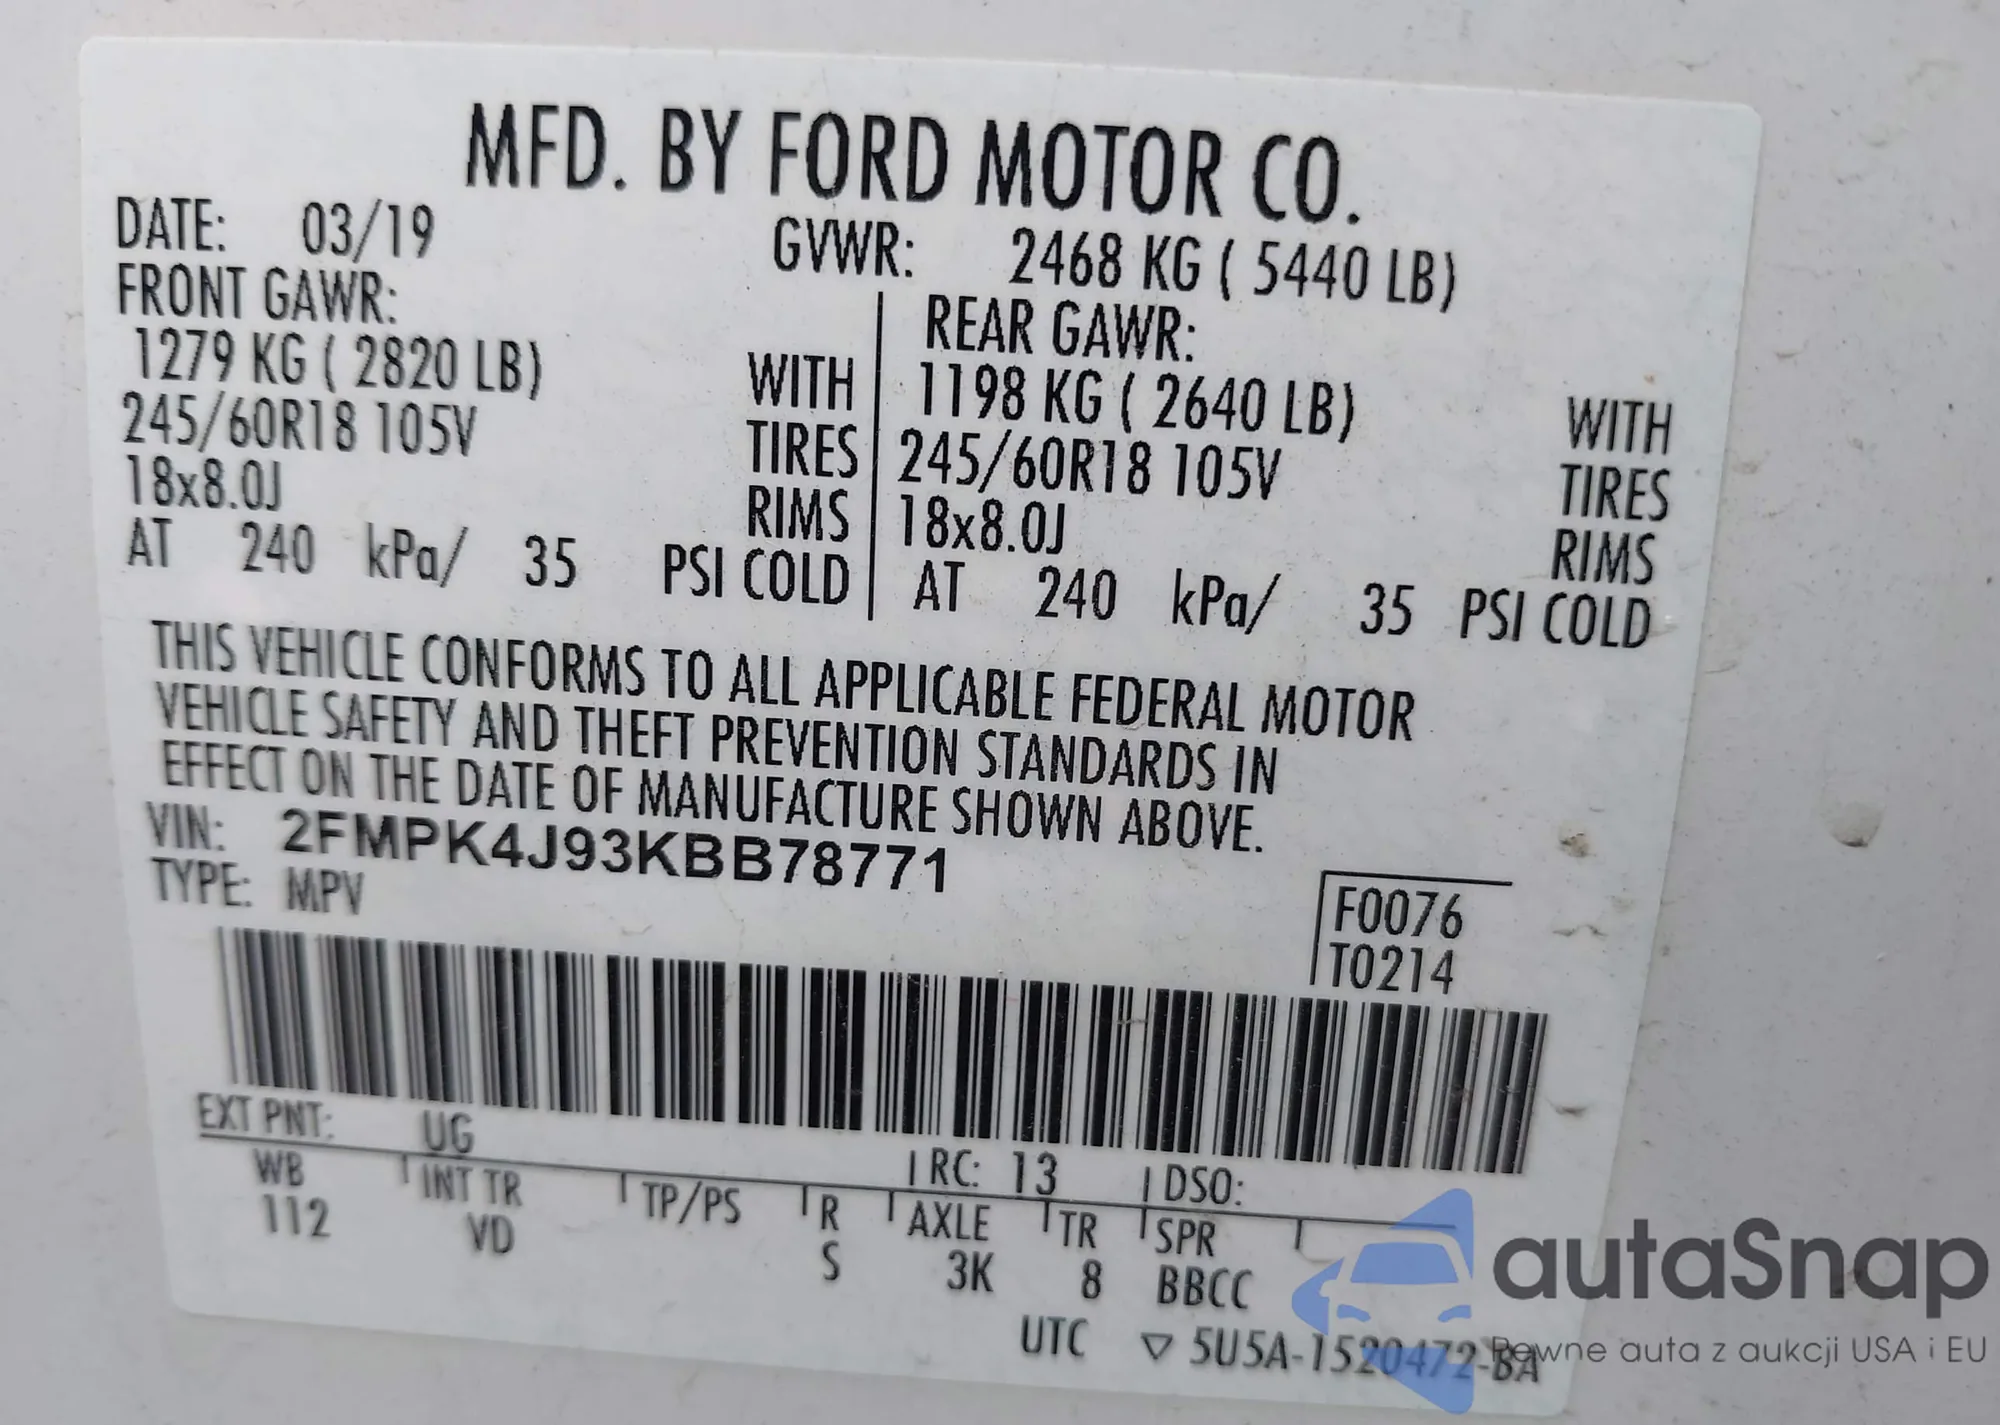 MFD. BY FORD MOTOR CO.
DATE: 03/19 GVWR: 2468 KG ( 5440 LB)
FRONT GAWR: REAR GAWR:
1279 KG ( 2820 LB) WITH 1198 KG ( 2640 LB) WITH
245/60R18 105V TIRES 245/60R18 105V TIRES
18x8.0J RIMS 18x8.0J RIMS
AT 240 kPa/ 35 PSI COLD AT 240 kPa/ 35 PSI COLD
THIS VEHICLE CONFORMS TO ALL APPLICABLE FEDERAL MOTOR
VEHICLE SAFETY AND THEFT PREVENTION STANDARDS IN
EFFECT ON THE DATE OF MANUFACTURE SHOWN ABOVE.
VIN: 2FMPK4J93KBB78771
TYPE: MPV
F0076
T0214
EXT PNT: UG RC: 13 DSO:
WB INT TR TP/PS R AXLE TR SPR
112 VD S 3K 8 BBCC
UTC ▽ 5U5A-1520472-BA
autaSnap
Pewne auta z aukcji USA i EU